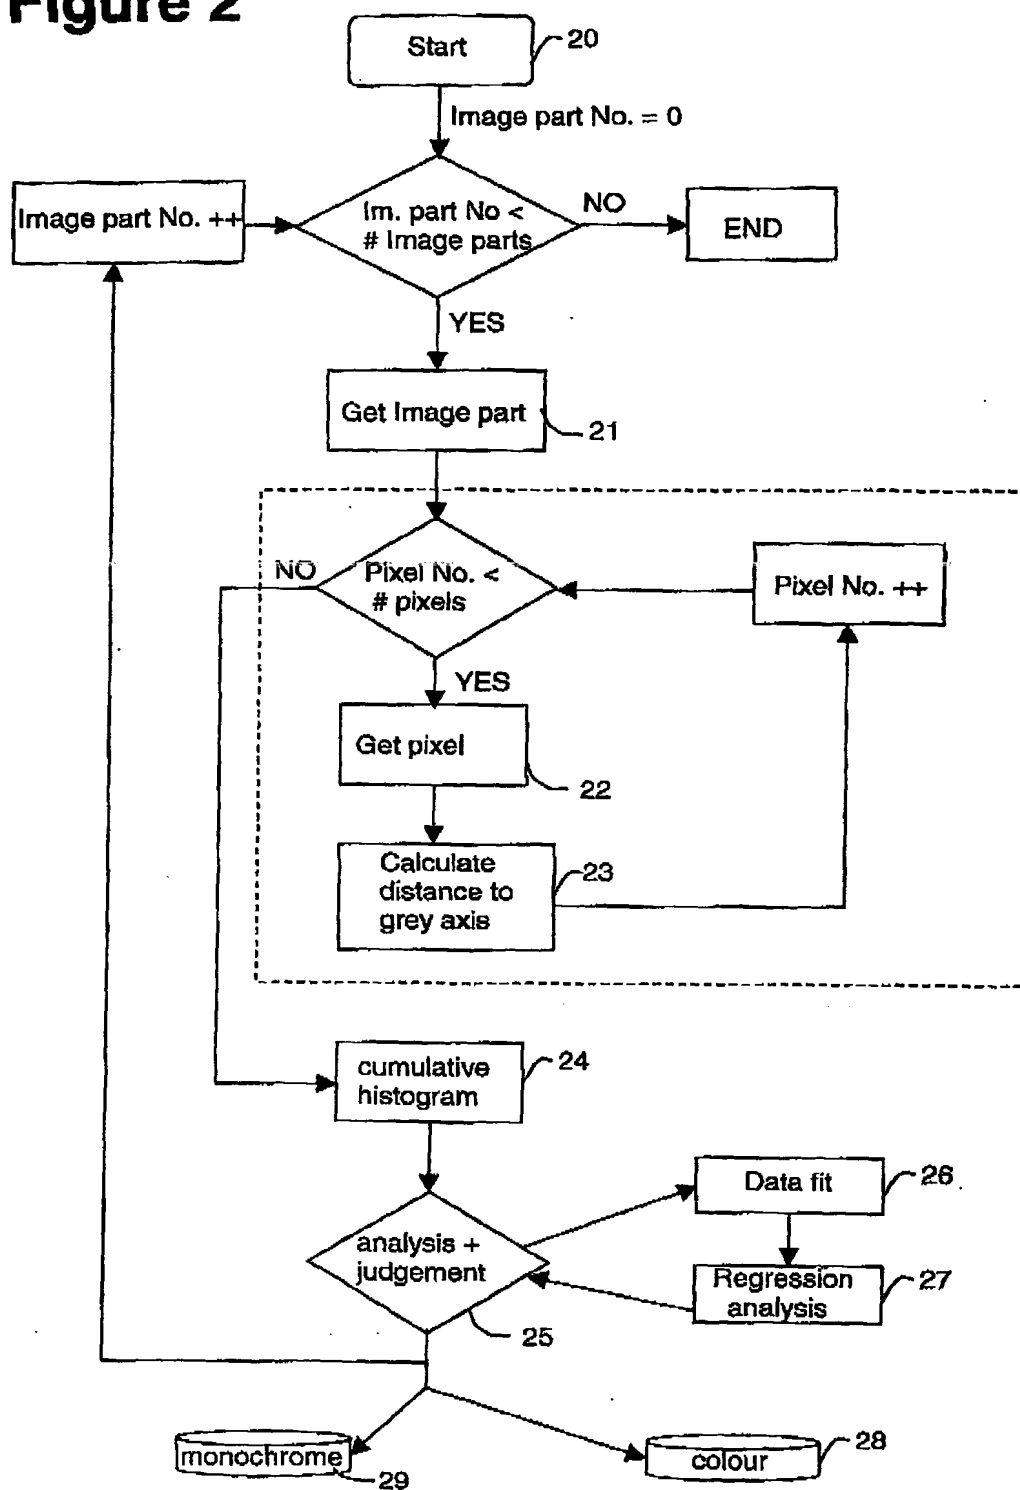 Figure 2
Start
20
Image part No. = 0
Image part No. ++
Im. part No <
# Image parts
NO
END
YES
Get Image part
21
NO
Pixel No. <
# pixels
Pixel No. ++
YES
Get pixel
22
Calculate
distance to
grey axis
23
cumulative
histogram
24
analysis +
judgement
25
Data fit
26
Regression
analysis
27
monochrome
29
colour
28